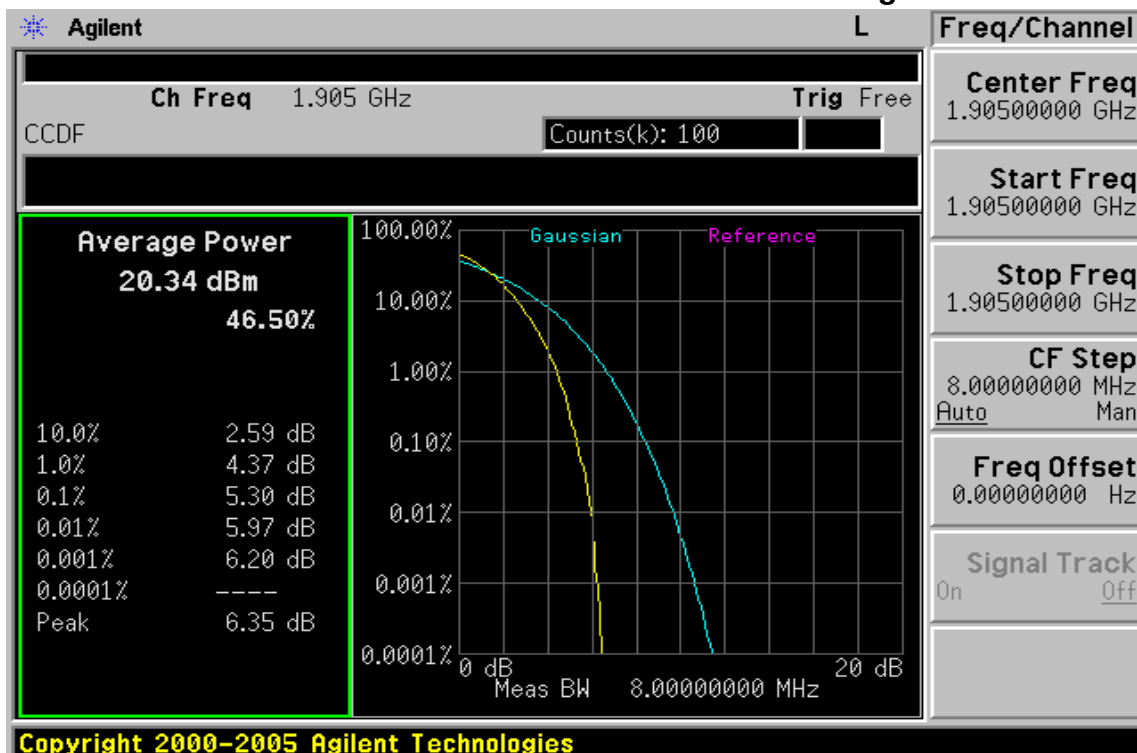 Agilent L Freq/Channel
Ch Freq 1.905 GHz Trig Free
CCDF Counts(k): 100
Average Power
20.34 dBm
46.50%
10.0% 2.59 dB
1.0% 4.37 dB
0.1% 5.30 dB
0.01% 5.97 dB
0.001% 6.20 dB
0.0001% ----
Peak 6.35 dB
Gaussian Reference
100.00%
10.00%
1.00%
0.10%
0.01%
0.001%
0.0001%
0 dB 20 dB
Meas BW 8.00000000 MHz
Center Freq
1.90500000 GHz
Start Freq
1.90500000 GHz
Stop Freq
1.90500000 GHz
CF Step
8.00000000 MHz
Auto Man
Freq Offset
0.00000000 Hz
Signal Track
On Off
Copyright 2000-2005 Agilent Technologies